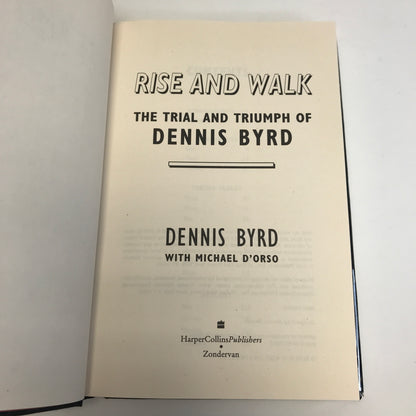 RISE AND WALK
THE TRIAL AND TRIUMPH OF
DENNIS BYRD
DENNIS BYRD
WITH MICHAEL D'ORSO
HarperCollinsPublishers
Zondervan